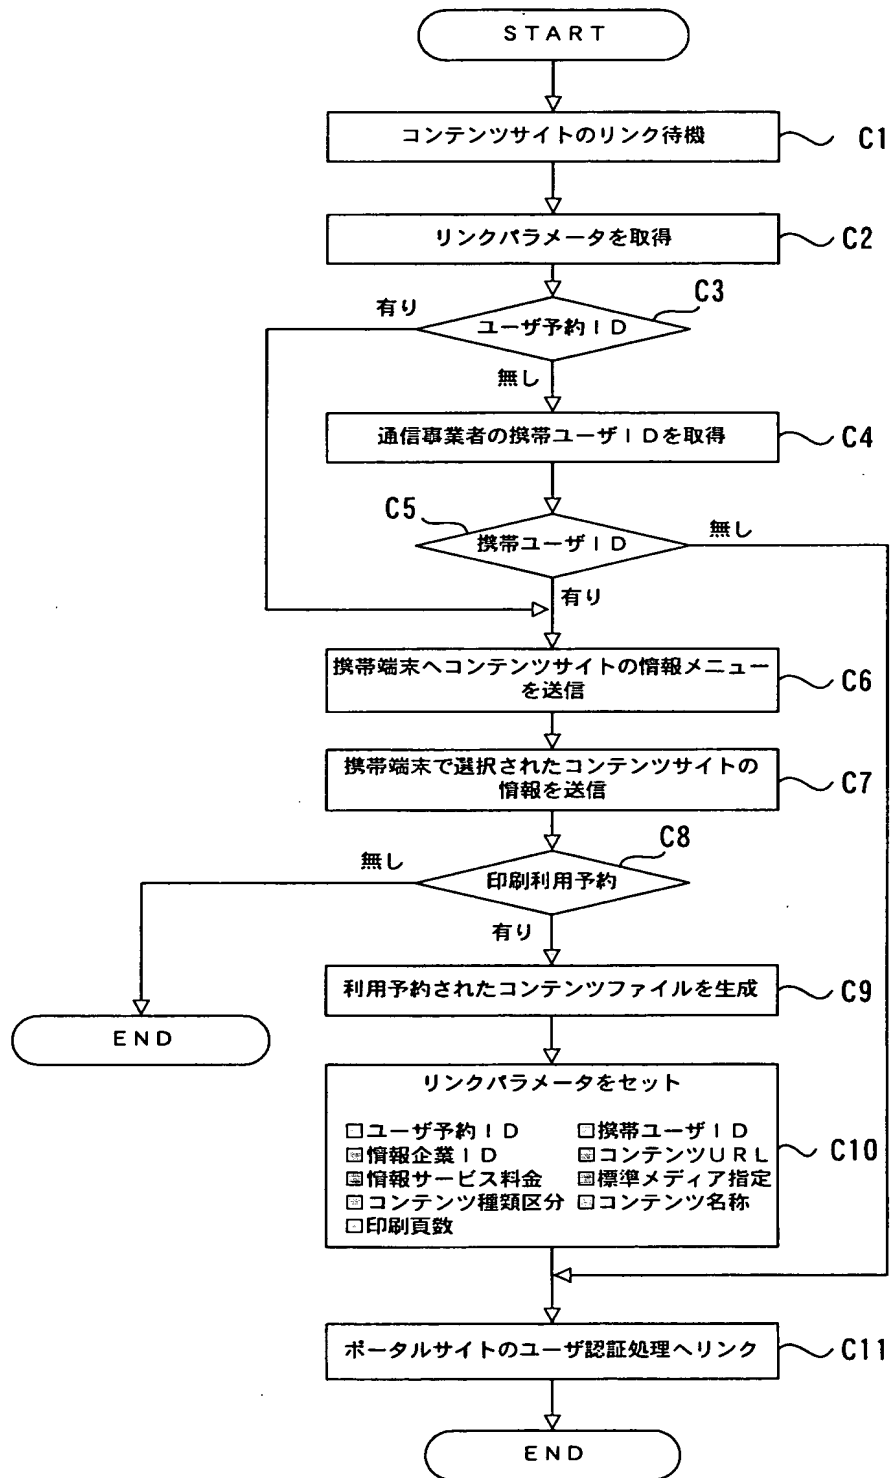 START
コンテンツサイトのリンク待機
C1
リンクパラメータを取得
C2
C3
有り
ユーザ予約ID
無し
通信事業者の携帯ユーザIDを取得
C4
C5
無し
携帯ユーザID
有り
携帯端末へコンテンツサイトの情報メニュー
を送信
C6
携帯端末で選択されたコンテンツサイトの
情報を送信
C7
C8
無し
印刷利用予約
有り
利用予約されたコンテンツファイルを生成
C9
END
リンクパラメータをセット
□ユーザ予約ID □携帯ユーザID
□情報企業ID □コンテンツURL
C10
□情報サービス料金 □標準メディア指定
□コンテンツ種類区分 □コンテンツ名称
□印刷頁数
ポータルサイトのユーザ認証処理へリンク
C11
END